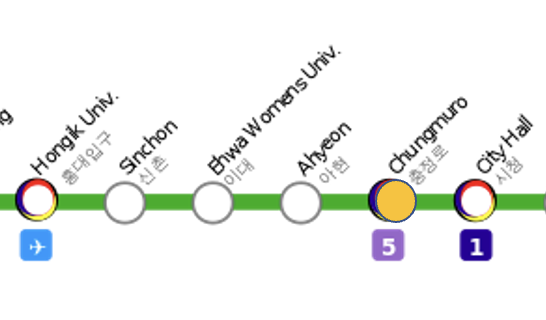 Hongik Univ.
홍대입구
Sinchon
신촌
Ehwa Womens Univ.
이대
Ahyeon
아현
Chungmuro
충정로
City Hall
시청
5
1